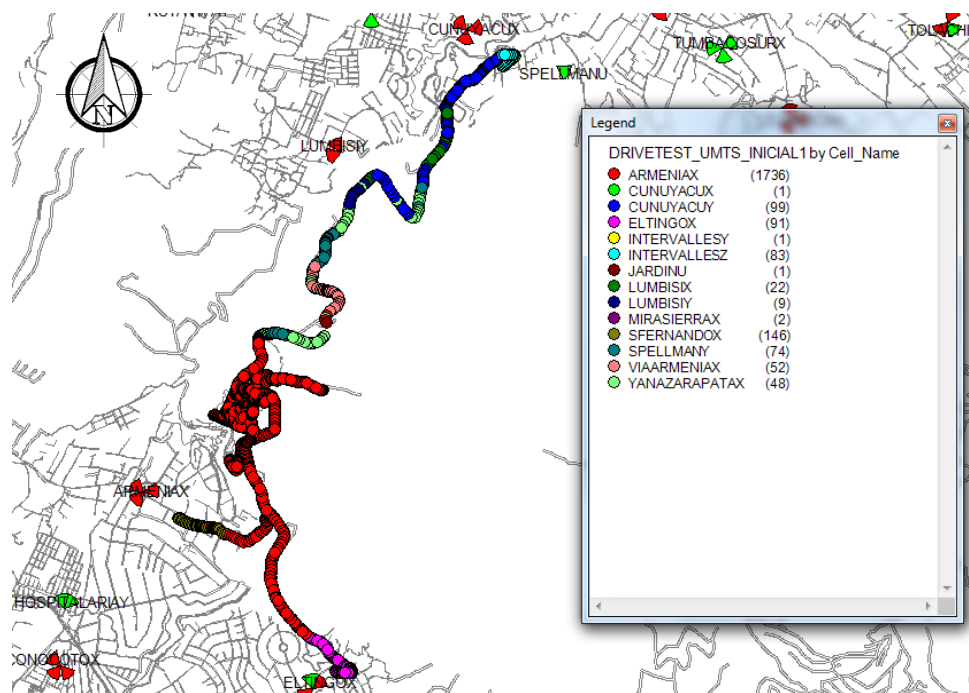 CUNUYACUX
TUMBACOSURX
SPELLMANU
LUMBISIY
N
ARMENIAX
HOSPITALARIAY
CONOCOTOX
ELTINGUX
Legend
DRIVETEST_UMTS_INICIAL1 by Cell_Name
ARMENIAX (1736)
CUNUYACUX (1)
CUNUYACUY (99)
ELTINGOX (91)
INTERVALLESY (1)
INTERVALLESZ (83)
JARDINU (1)
LUMBISIX (22)
LUMBISIY (9)
MIRASIERRAX (2)
SFERNANDOX (146)
SPELLMANY (74)
VIAARMENIAX (52)
YANAZARAPATAX (48)